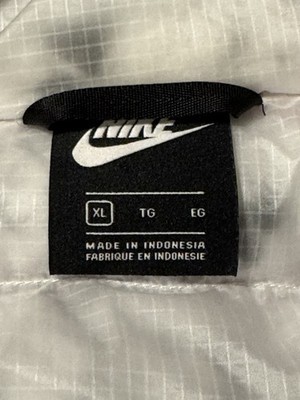 NIKE
XL TG EG
MADE IN INDONESIA
FABRIQUE EN INDONESIE